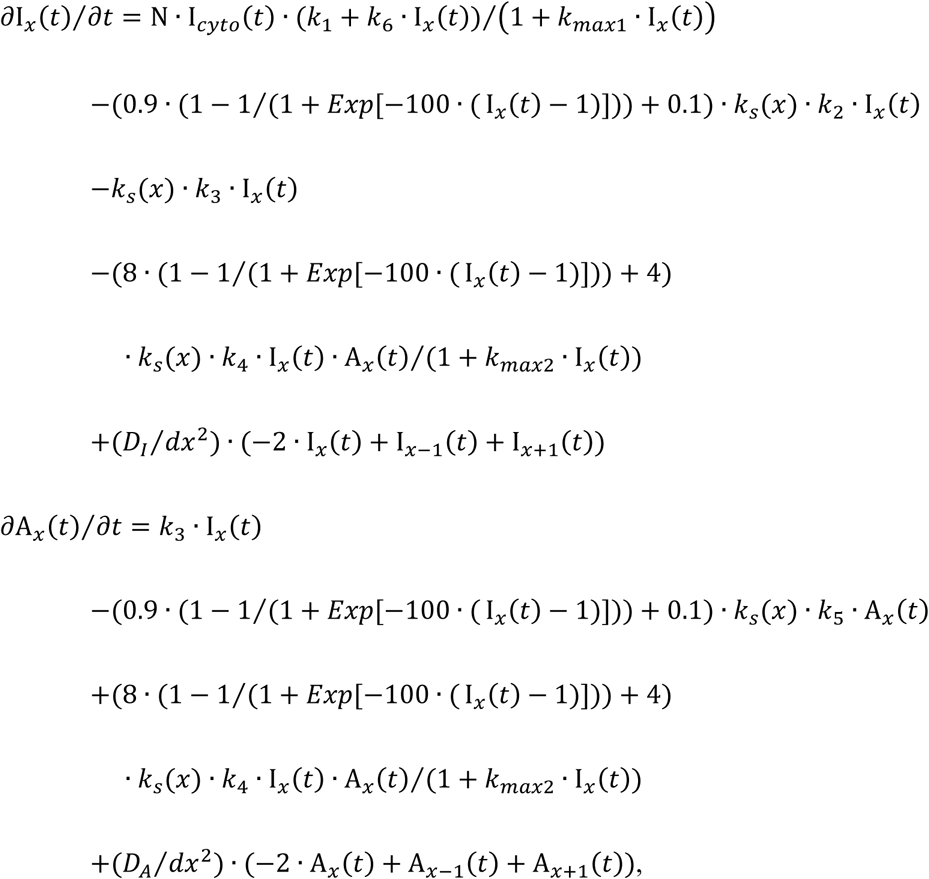 ∂I_x(t)/∂t = N · I_cyto(t) · (k_1 + k_6 · I_x(t))/(1 + k_max1 · I_x(t))
−(0.9 · (1 − 1/(1 + Exp[−100 · ( I_x(t) − 1)])) + 0.1) · k_s(x) · k_2 · I_x(t)
−k_s(x) · k_3 · I_x(t)
−(8 · (1 − 1/(1 + Exp[−100 · ( I_x(t) − 1)])) + 4)
· k_s(x) · k_4 · I_x(t) · A_x(t)/(1 + k_max2 · I_x(t))
+(D_I/dx²) · (−2 · I_x(t) + I_x−1(t) + I_x+1(t))
∂A_x(t)/∂t = k_3 · I_x(t)
−(0.9 · (1 − 1/(1 + Exp[−100 · ( I_x(t) − 1)])) + 0.1) · k_s(x) · k_5 · A_x(t)
+(8 · (1 − 1/(1 + Exp[−100 · ( I_x(t) − 1)])) + 4)
· k_s(x) · k_4 · I_x(t) · A_x(t)/(1 + k_max2 · I_x(t))
+(D_A/dx²) · (−2 · A_x(t) + A_x−1(t) + A_x+1(t)),